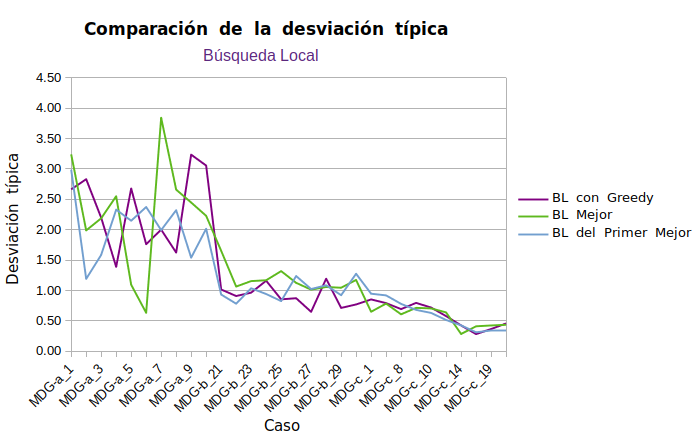 Comparación de la desviación típica
Búsqueda Local
4.50
4.00
3.50
3.00
2.50
2.00
1.50
1.00
0.50
0.00
Desviación típica
MDG-a_1
MDG-a_3
MDG-a_5
MDG-a_7
MDG-a_9
MDG-b_21
MDG-b_23
MDG-b_25
MDG-b_27
MDG-b_29
MDG-c_1
MDG-c_8
MDG-c_10
MDG-c_14
MDG-c_19
Caso
BL con Greedy
BL Mejor
BL del Primer Mejor